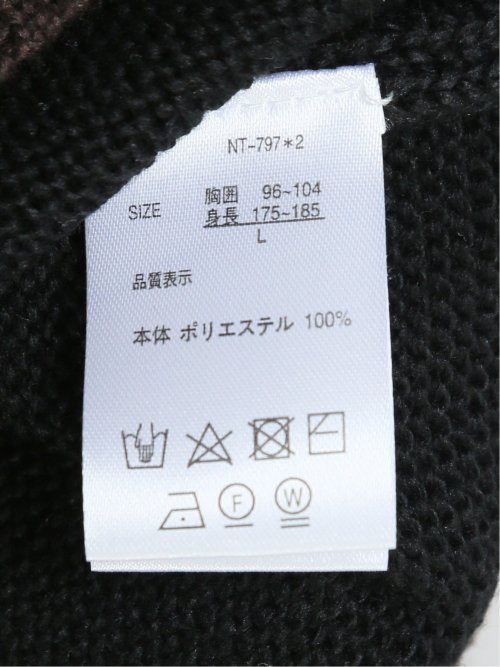 NT-797*2
SIZE 胸囲 96~104
身長 175~185
L
品質表示
本体 ポリエステル 100%
F W